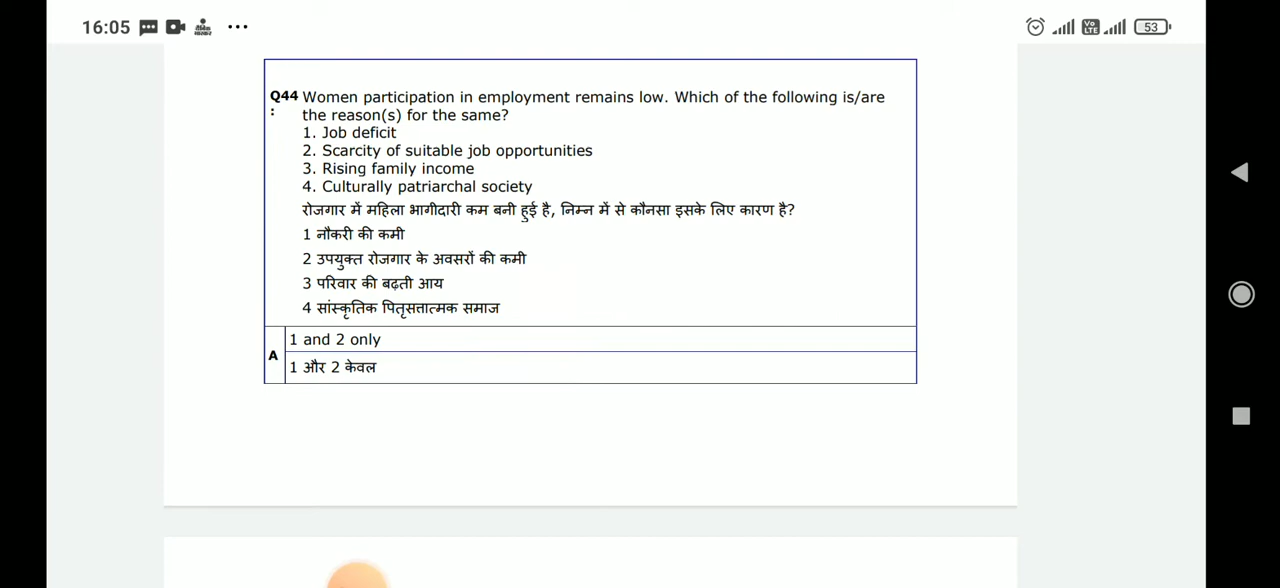 16:05
Vo
LTE
53
Q44 Women participation in employment remains low. Which of the following is/are
: the reason(s) for the same?
1. Job deficit
2. Scarcity of suitable job opportunities
3. Rising family income
4. Culturally patriarchal society
रोजगार में महिला भागीदारी कम बनी हुई है, निम्न में से कौनसा इसके लिए कारण है?
1 नौकरी की कमी
2 उपयुक्त रोजगार के अवसरों की कमी
3 परिवार की बढ़ती आय
4 सांस्कृतिक पितृसत्तात्मक समाज
A
1 and 2 only
1 और 2 केवल